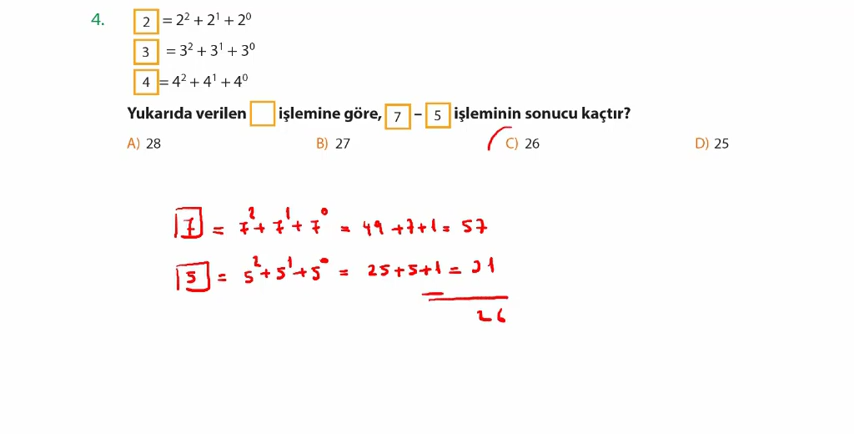 4. 2 = 2² + 2¹ + 2⁰
3 = 3² + 3¹ + 3⁰
4 = 4² + 4¹ + 4⁰
Yukarıda verilen □ işlemine göre, 7 – 5 işleminin sonucu kaçtır?
A) 28 B) 27 C) 26 D) 25
7 = 7² + 7¹ + 7⁰ = 49 + 7 + 1 = 57
5 = 5² + 5¹ + 5⁰ = 25 + 5 + 1 = 31
26